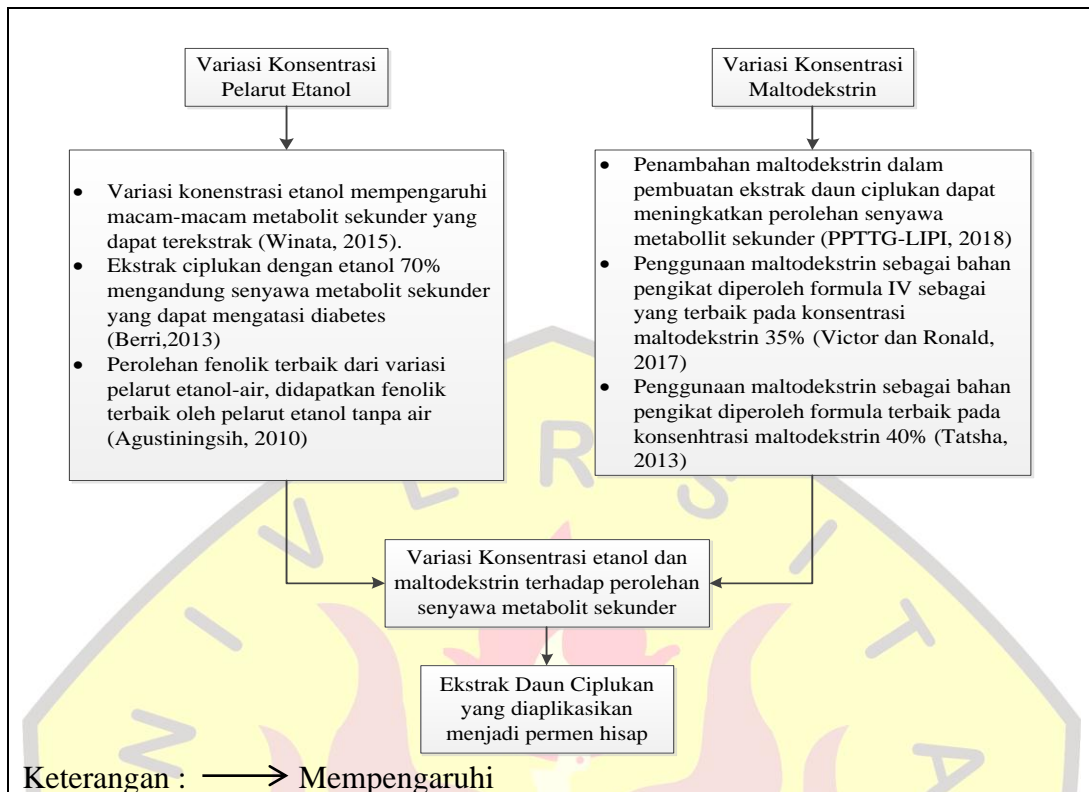 Variasi Konsentrasi
Pelarut Etanol
Variasi Konsentrasi
Maltodekstrin
• Variasi konenstrasi etanol mempengaruhi
macam-macam metabolit sekunder yang
dapat terekstrak (Winata, 2015).
• Ekstrak ciplukan dengan etanol 70%
mengandung senyawa metabolit sekunder
yang dapat mengatasi diabetes
(Berri,2013)
• Perolehan fenolik terbaik dari variasi
pelarut etanol-air, didapatkan fenolik
terbaik oleh pelarut etanol tanpa air
(Agustiningsih, 2010)
• Penambahan maltodekstrin dalam
pembuatan ekstrak daun ciplukan dapat
meningkatkan perolehan senyawa
metabollit sekunder (PPTTG-LIPI, 2018)
• Penggunaan maltodekstrin sebagai bahan
pengikat diperoleh formula IV sebagai
yang terbaik pada konsentrasi
maltodekstrin 35% (Victor dan Ronald,
2017)
• Penggunaan maltodekstrin sebagai bahan
pengikat diperoleh formula terbaik pada
konsenhtrasi maltodekstrin 40% (Tatsha,
2013)
Variasi Konsentrasi etanol dan
maltodekstrin terhadap perolehan
senyawa metabolit sekunder
Ekstrak Daun Ciplukan
yang diaplikasikan
menjadi permen hisap
Keterangan : Mempengaruhi
N I V E R S I T A